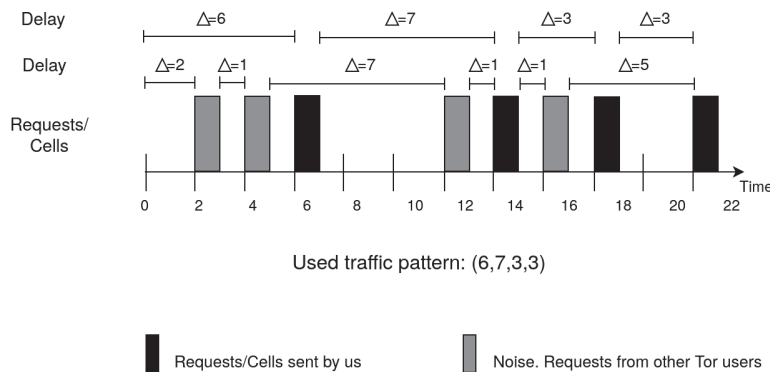 Delay △=6 △=7 △=3 △=3
Delay △=2 △=1 △=7 △=1 △=1 △=5
Requests/
Cells
Time
0 2 4 6 8 10 12 14 16 18 20 22
Used traffic pattern: (6,7,3,3)
Requests/Cells sent by us
Noise. Requests from other Tor users